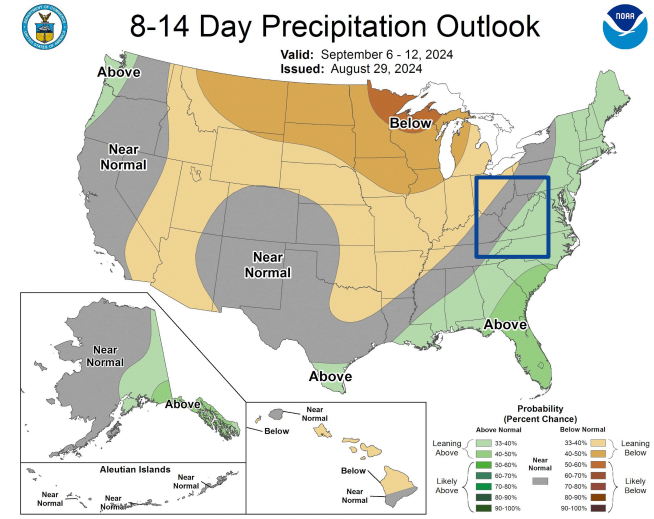 8-14 Day Precipitation Outlook
NOAA
Valid: September 6 - 12, 2024
Issued: August 29, 2024
Above
Below
Near
Normal
Near
Normal
Above
Above
Near
Normal
Above
Near
Normal
Below
Below
Near
Normal
Aleutian Islands
Near
Normal
Near
Normal
Near
Normal
Probability
(Percent Chance)
Above Normal
Below Normal
Leaning
Above
33-40%
40-50%
Likely
Above
50-60%
60-70%
70-80%
80-90%
90-100%
Near
Normal
33-40%
40-50%
Leaning
Below
50-60%
60-70%
70-80%
80-90%
90-100%
Likely
Below